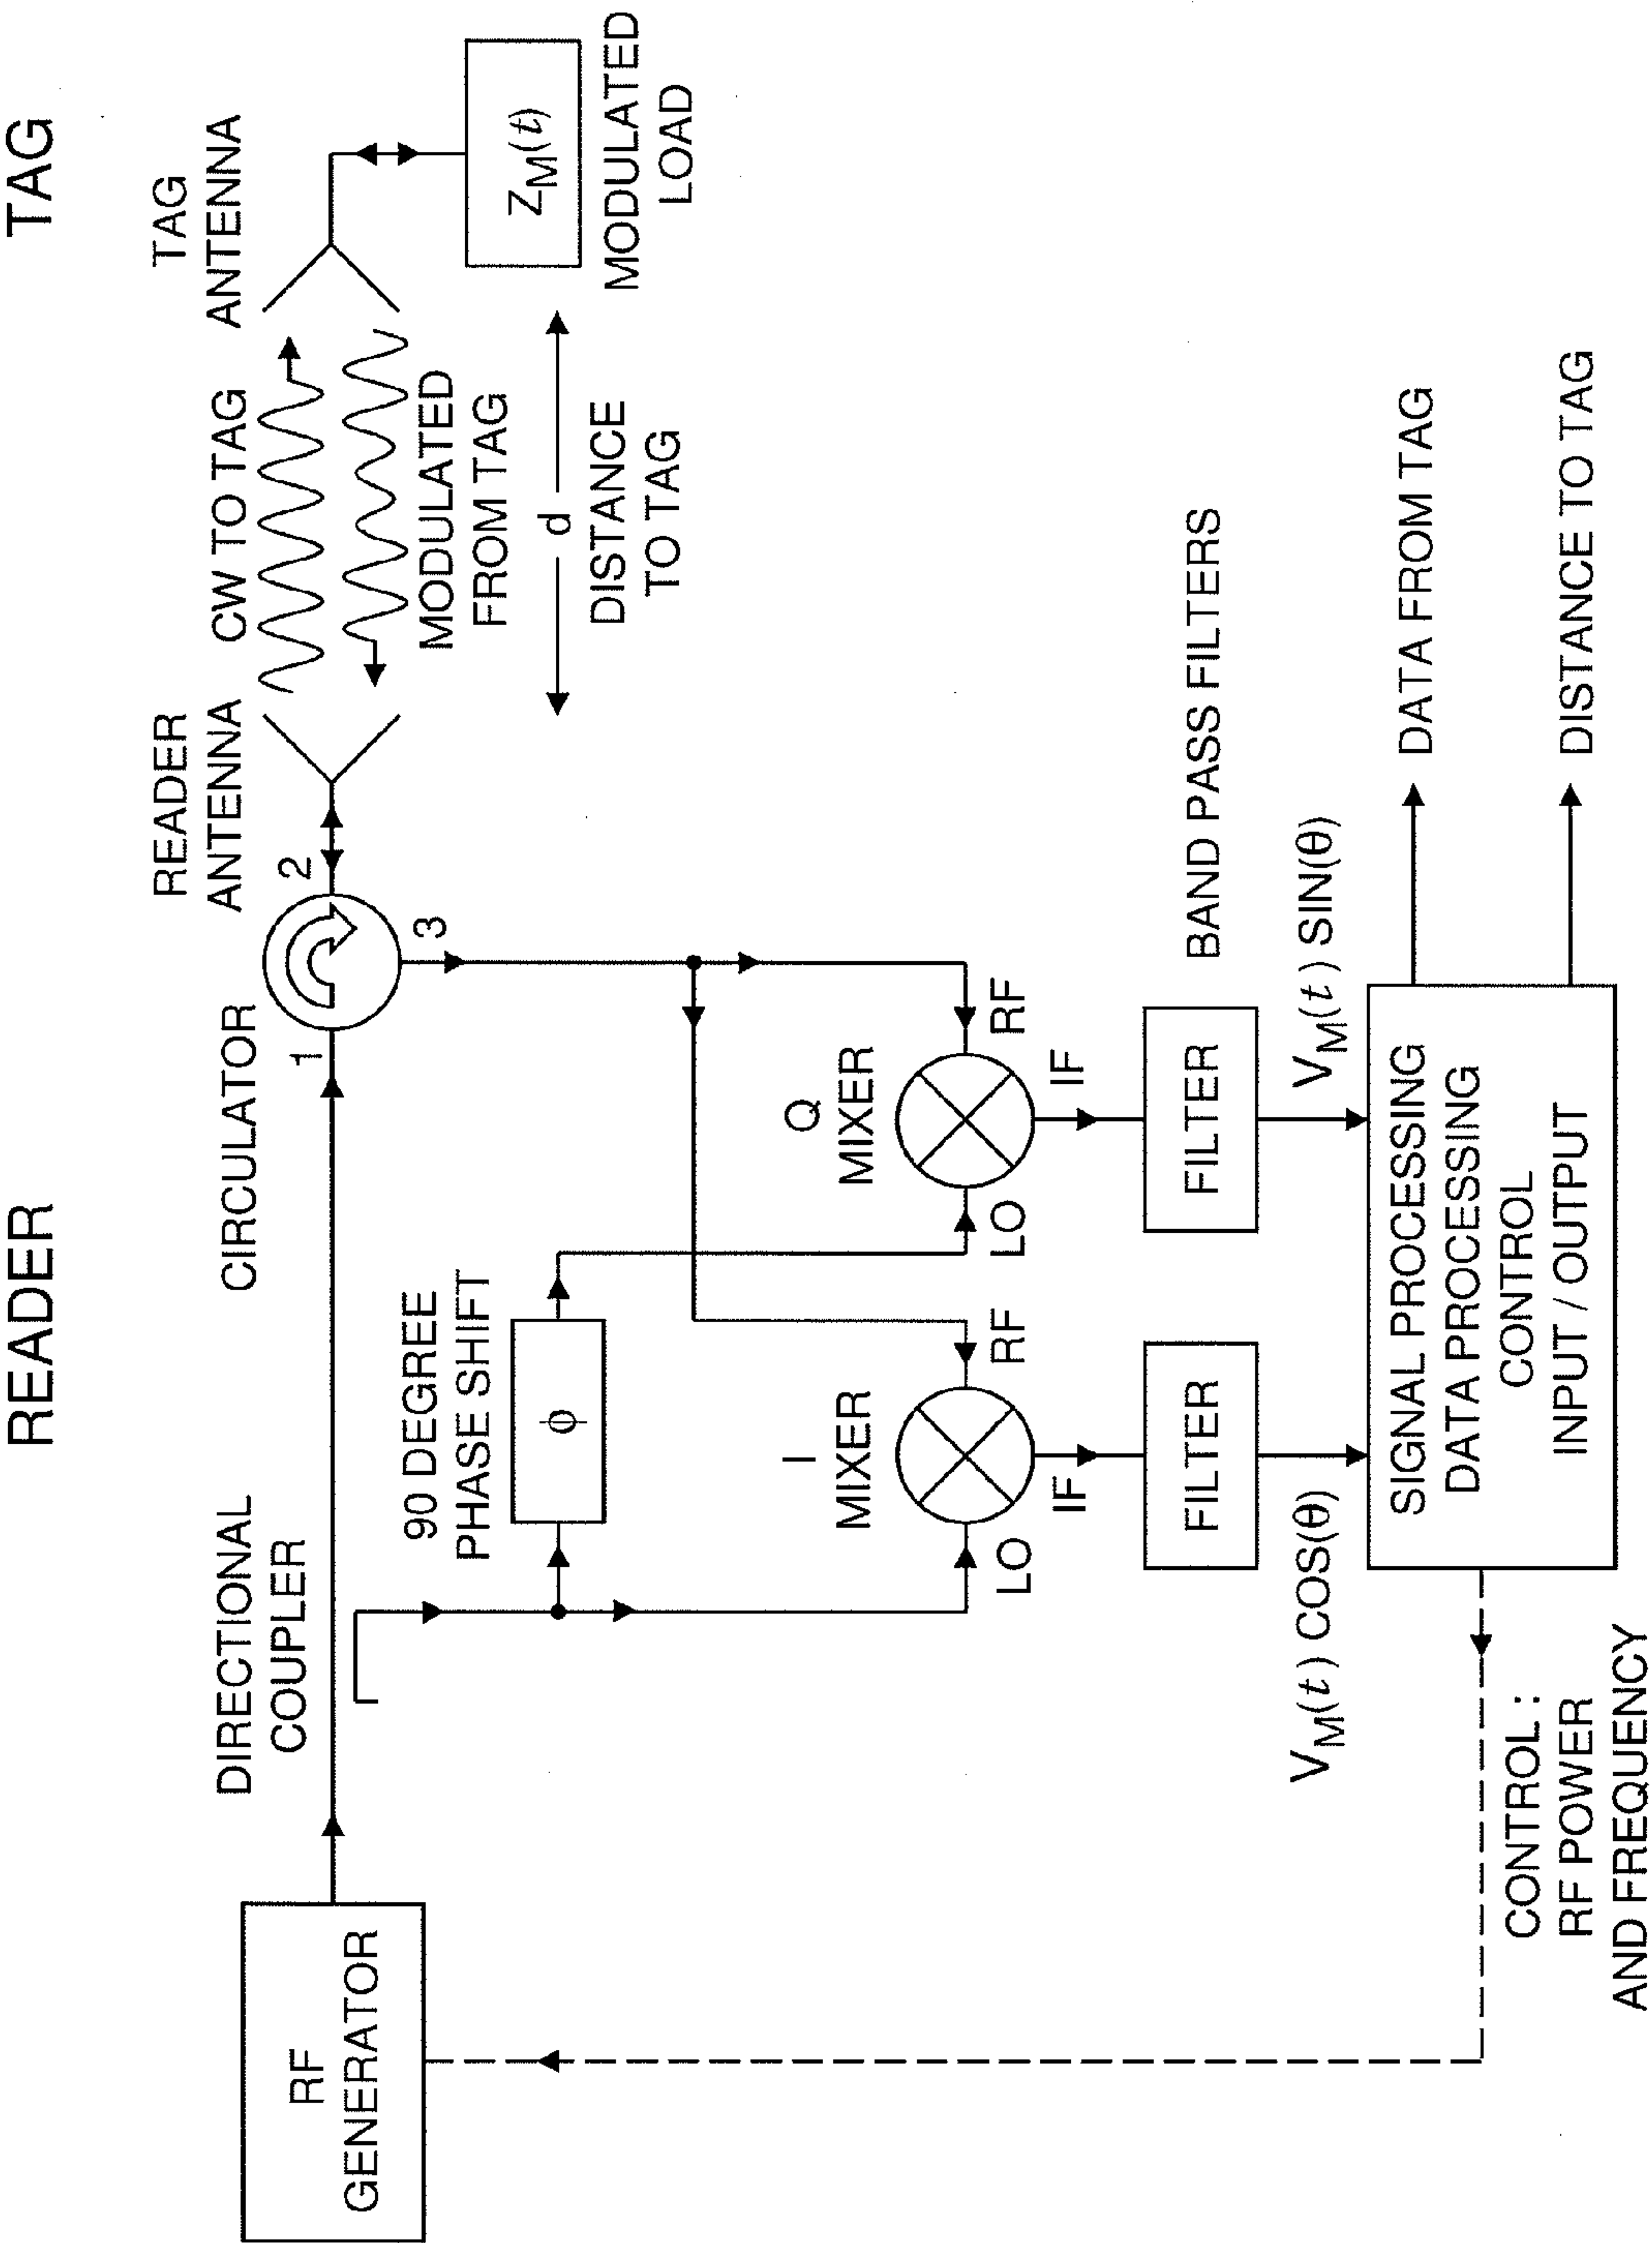 READER
TAG
RF
GENERATOR
DIRECTIONAL
COUPLER
CIRCULATOR
1
2
3
READER
ANTENNA
CW TO TAG
MODULATED
FROM TAG
d
DISTANCE
TO TAG
TAG
ANTENNA
Z_M(t)
MODULATED
LOAD
90 DEGREE
PHASE SHIFT
ϕ
I
MIXER
LO
RF
IF
Q
MIXER
LO
RF
IF
FILTER
FILTER
BAND PASS FILTERS
V_M(t) COS(θ)
V_M(t) SIN(θ)
SIGNAL PROCESSING
DATA PROCESSING
CONTROL
INPUT / OUTPUT
DATA FROM TAG
DISTANCE TO TAG
CONTROL :
RF POWER
AND FREQUENCY